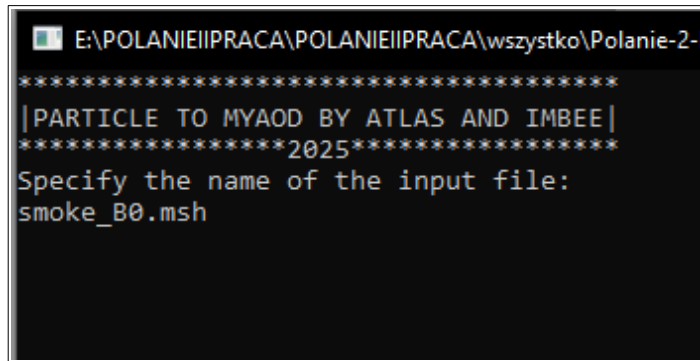 E:\POLANIEIIPRACA\POLANIEIIPRACA\wszystko\Polanie-2-
**************************************
|PARTICLE TO MYAOD BY ATLAS AND IMBEE|
*****************2025*****************
Specify the name of the input file:
smoke_B0.msh